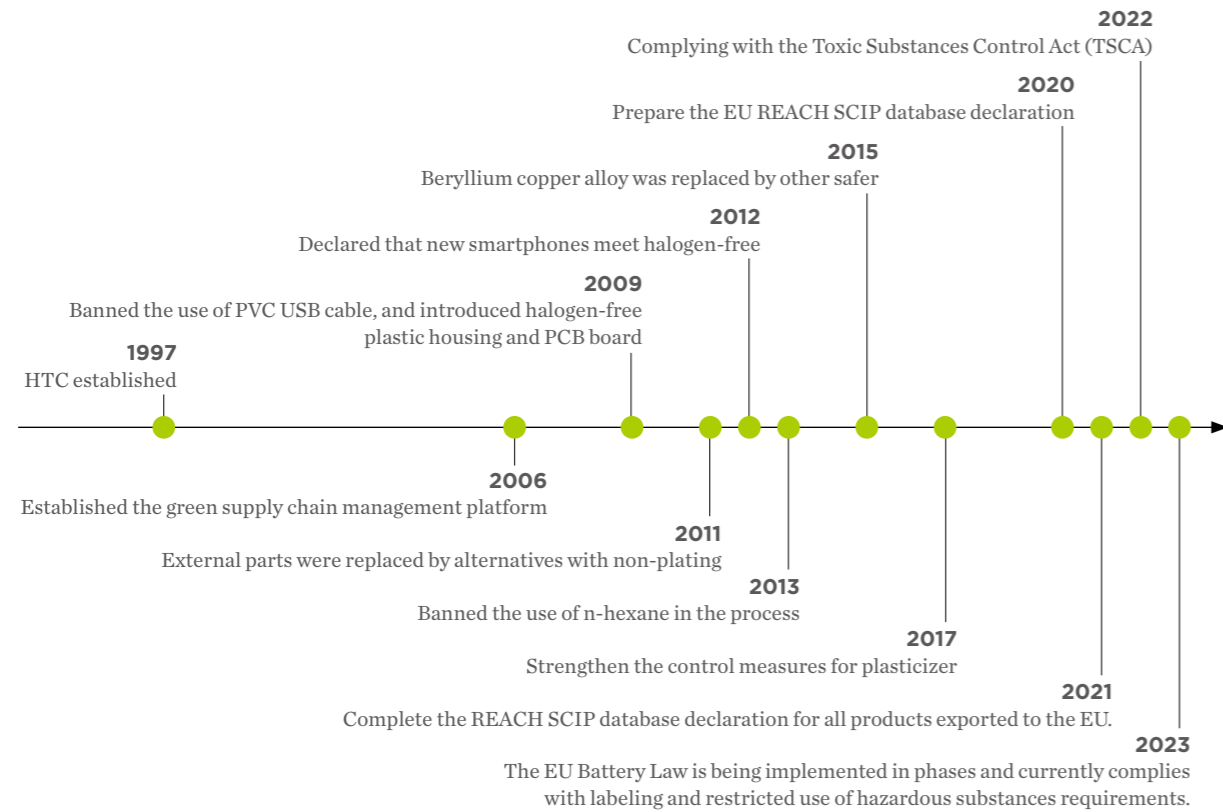 2022
Complying with the Toxic Substances Control Act (TSCA)
2020
Prepare the EU REACH SCIP database declaration
2015
Beryllium copper alloy was replaced by other safer
2012
Declared that new smartphones meet halogen-free
2009
Banned the use of PVC USB cable, and introduced halogen-free
plastic housing and PCB board
1997
HTC established
2006
Established the green supply chain management platform
2011
External parts were replaced by alternatives with non-plating
2013
Banned the use of n-hexane in the process
2017
Strengthen the control measures for plasticizer
2021
Complete the REACH SCIP database declaration for all products exported to the EU.
2023
The EU Battery Law is being implemented in phases and currently complies
with labeling and restricted use of hazardous substances requirements.